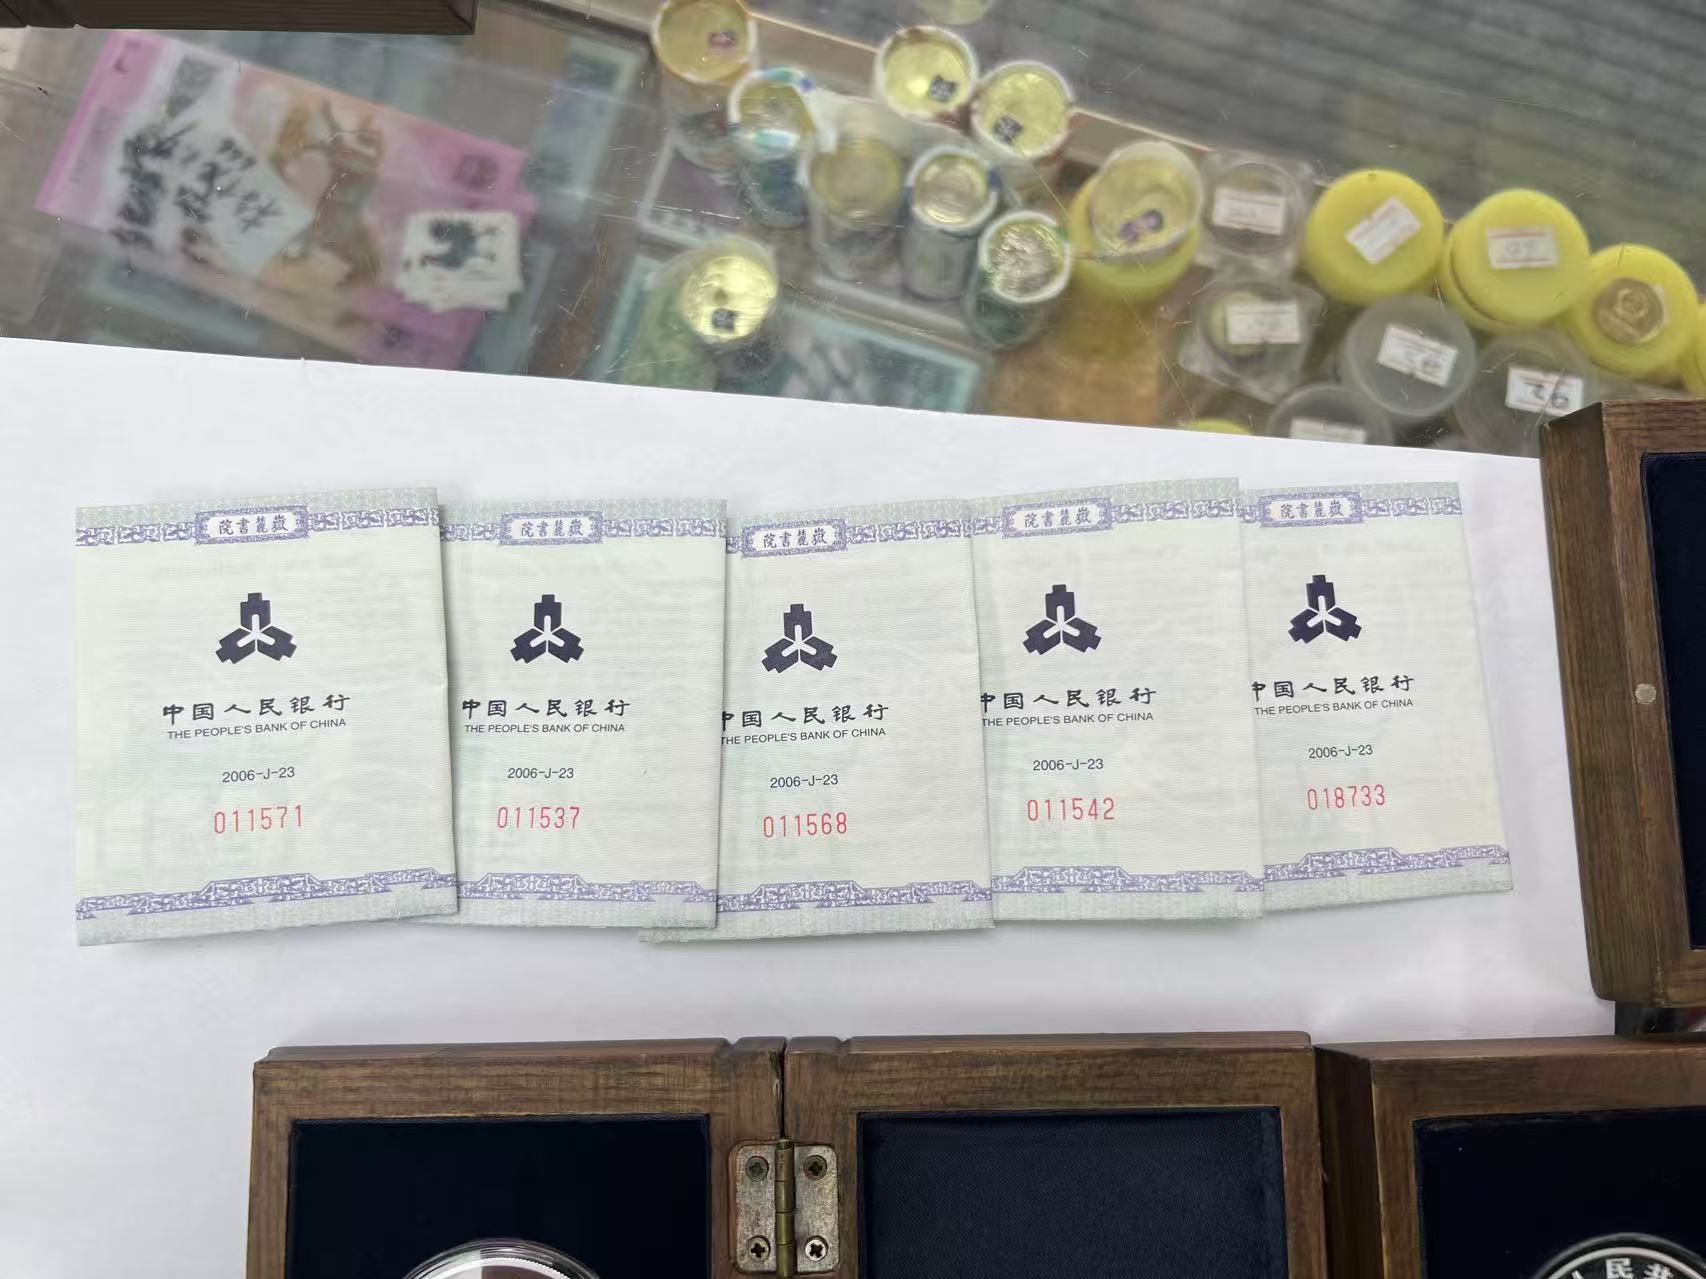 院書麓嶽
中国人民银行
THE PEOPLE'S BANK OF CHINA
2006-J-23
011571
院書麓嶽
中国人民银行
THE PEOPLE'S BANK OF CHINA
2006-J-23
011537
院書麓嶽
中国人民银行
THE PEOPLE'S BANK OF CHINA
2006-J-23
011568
院書麓嶽
中国人民银行
THE PEOPLE'S BANK OF CHINA
2006-J-23
011542
院書麓嶽
中国人民银行
THE PEOPLE'S BANK OF CHINA
2006-J-23
018733
人民